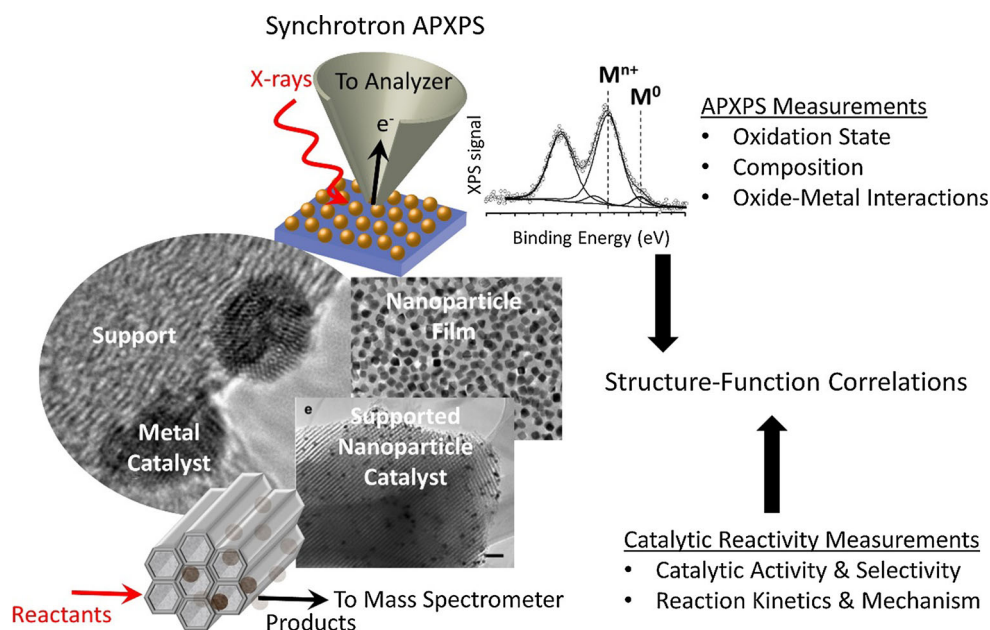 Synchrotron APXPS
X-rays
To Analyzer
e-
Mn+
M0
XPS signal
Binding Energy (eV)
APXPS Measurements
• Oxidation State
• Composition
• Oxide-Metal Interactions
Support
Metal
Catalyst
Nanoparticle
Film
e
Supported
Nanoparticle
Catalyst
Structure-Function Correlations
Catalytic Reactivity Measurements
• Catalytic Activity & Selectivity
• Reaction Kinetics & Mechanism
Reactants
To Mass Spectrometer
Products